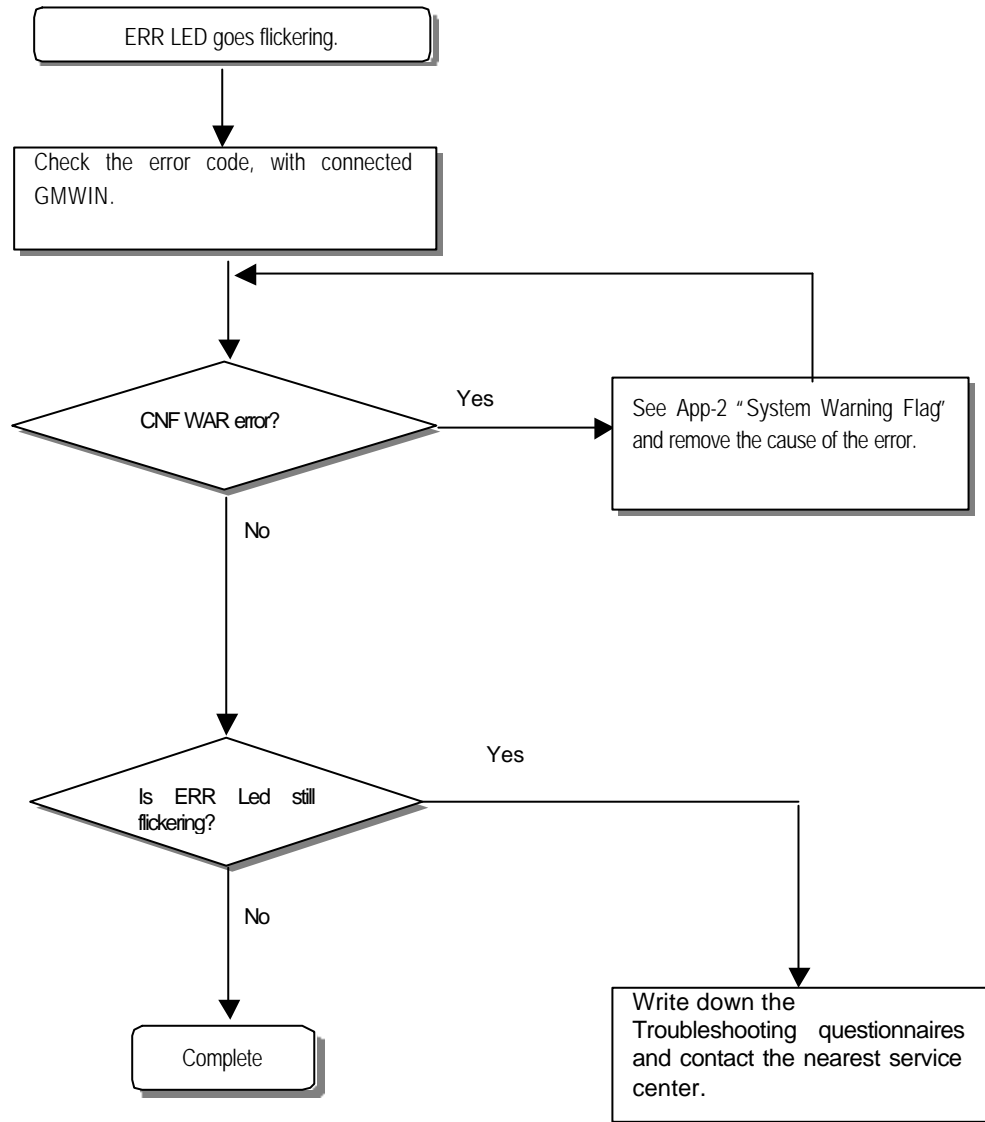 ERR LED goes flickering.
Check the error code, with connected
GMWIN.
CNF WAR error?
Yes
See App-2 “System Warning Flag”
and remove the cause of the error.
No
Is ERR Led still
flickering?
Yes
No
Complete
Write down the
Troubleshooting questionnaires
and contact the nearest service
center.